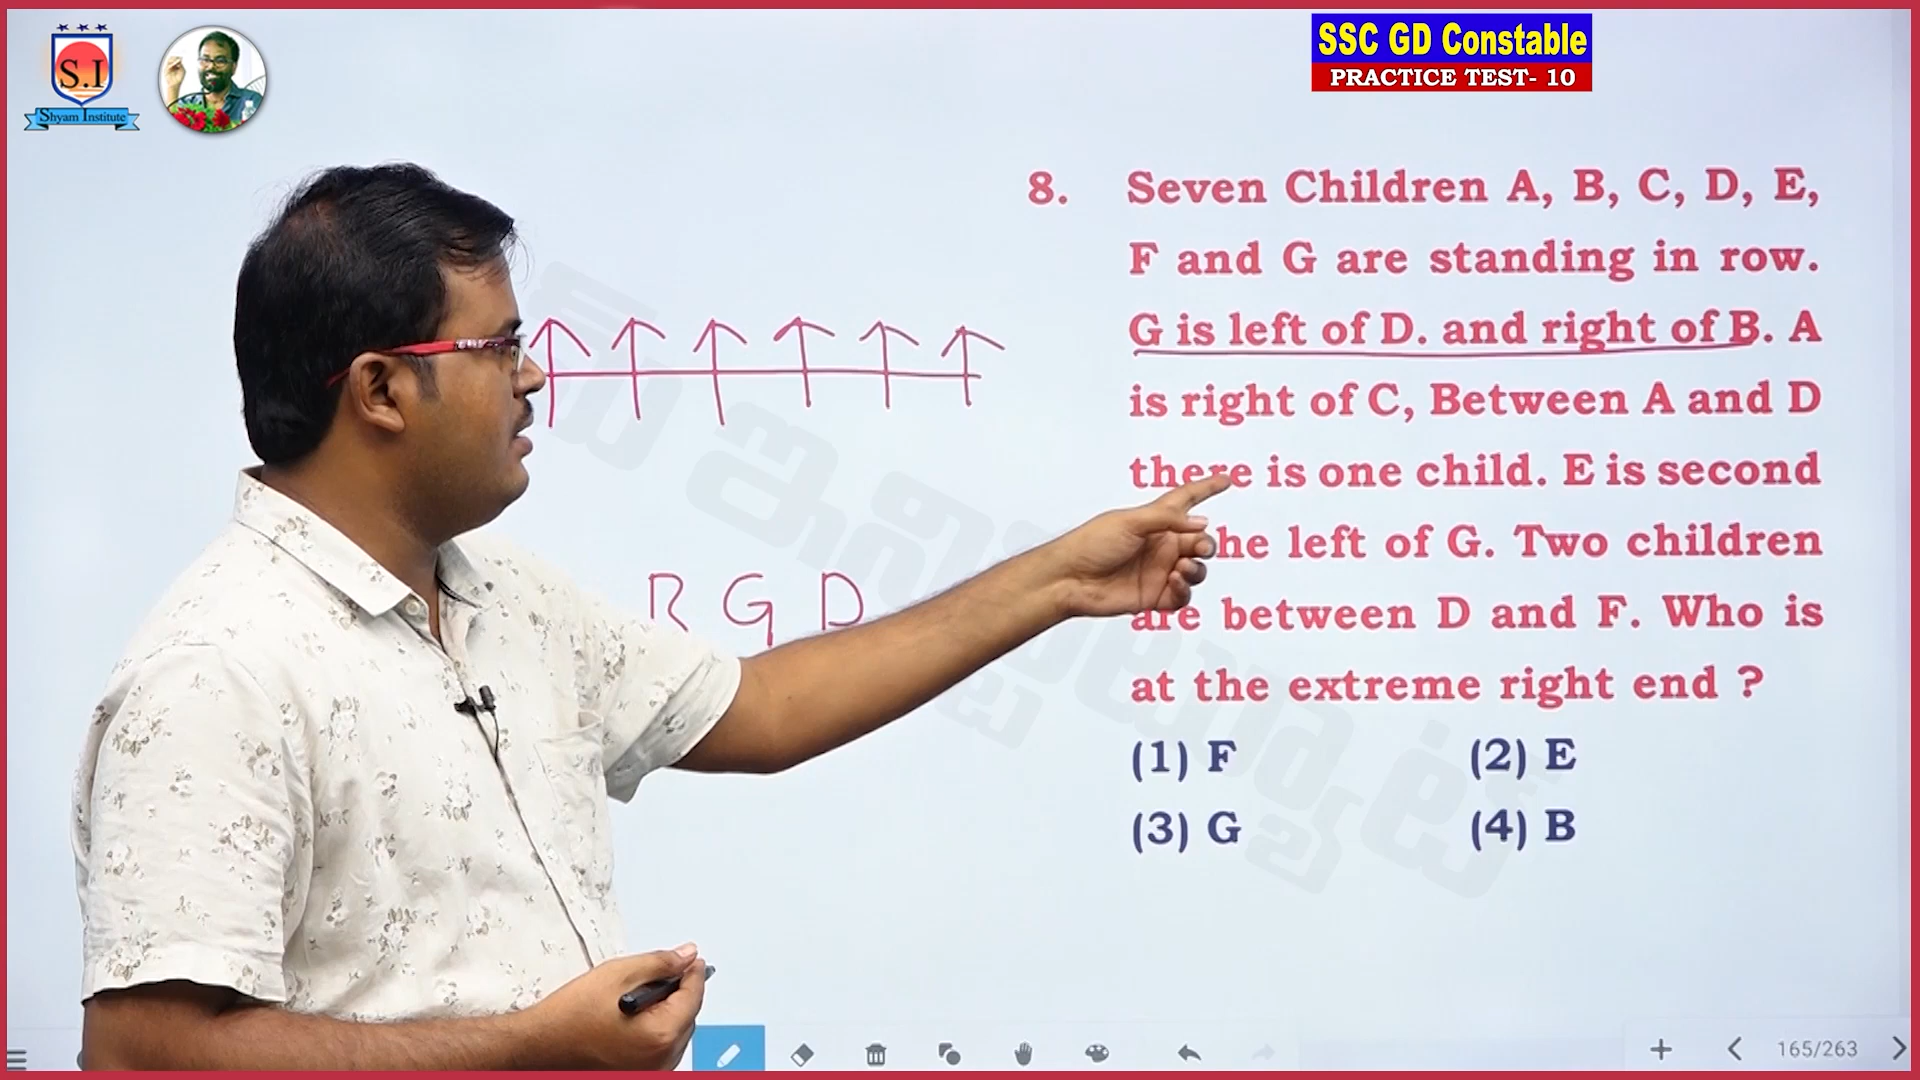 S.I
Shyam Institute
SSC GD Constable
PRACTICE TEST- 10
8. Seven Children A, B, C, D, E,
F and G are standing in row.
G is left of D. and right of B. A
is right of C, Between A and D
there is one child. E is second
he left of G. Two children
are between D and F. Who is
at the extreme right end ?
(1) F (2) E
(3) G (4) B
G D
165/263